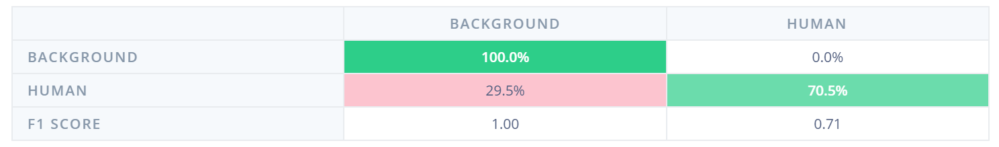 BACKGROUND HUMAN
BACKGROUND 100.0% 0.0%
HUMAN 29.5% 70.5%
F1 SCORE 1.00 0.71